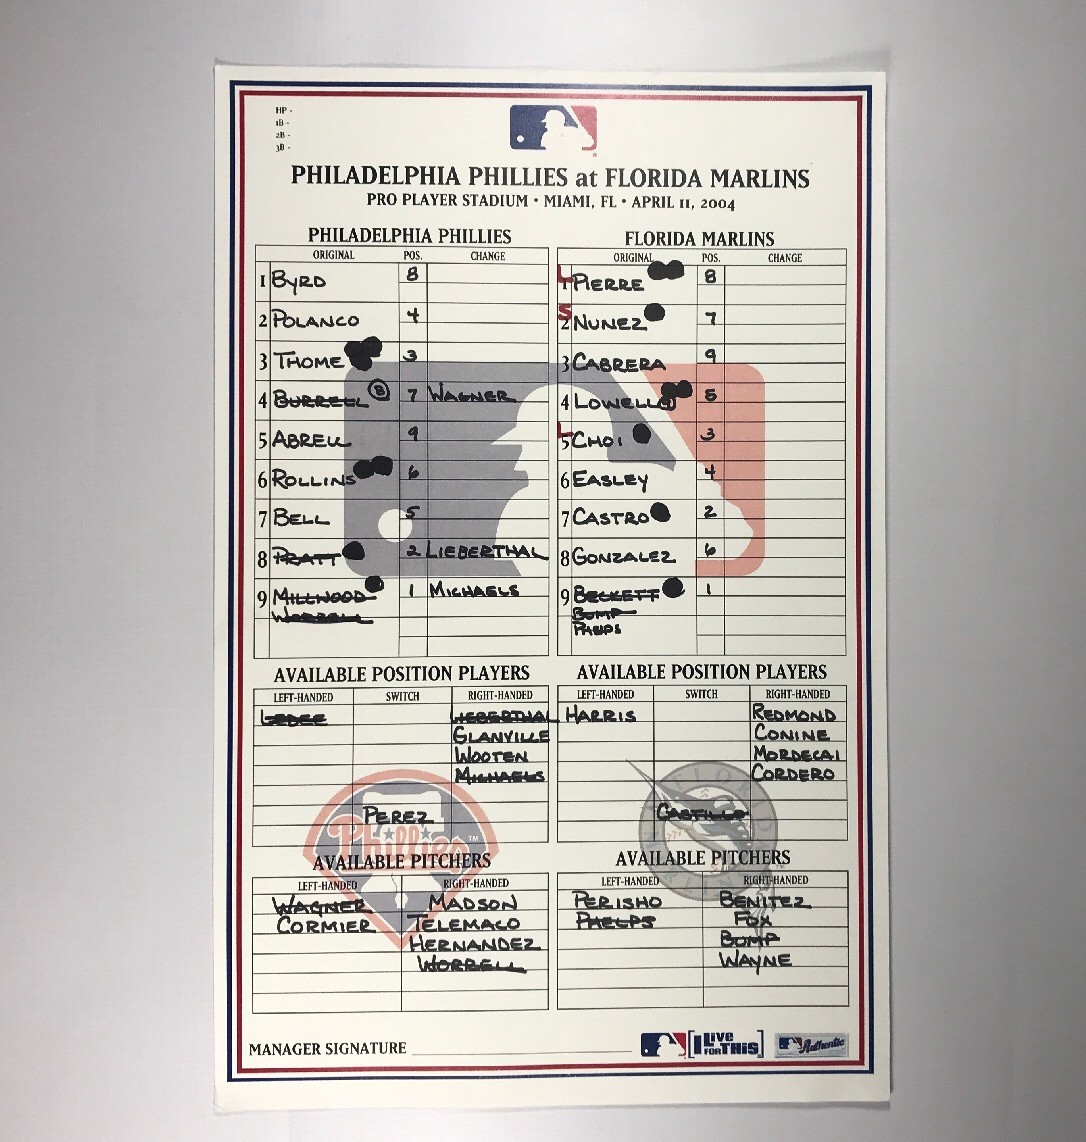 HP -
1B -
2B -
3B -
PHILADELPHIA PHILLIES at FLORIDA MARLINS
PRO PLAYER STADIUM • MIAMI, FL • APRIL 11, 2004
PHILADELPHIA PHILLIES
ORIGINAL POS. CHANGE
1 BYRD 8
2 POLANCO 4
3 THOME 3
4 BURRELL B 7 WAGNER
5 ABREU 9
6 ROLLINS 6
7 BELL 5
8 PRATT 2 LIEBERTHAL
9 MILLWOOD 1 MICHAELS
WORRELL
FLORIDA MARLINS
ORIGINAL POS. CHANGE
L 1 PIERRE 8
S 2 NUNEZ 7
3 CABRERA 9
4 LOWELL 5
L 5 CHOI 3
6 EASLEY 4
7 CASTRO 2
8 GONZALEZ 6
9 BECKETT 1
BUMP
PHELPS
AVAILABLE POSITION PLAYERS
LEFT-HANDED SWITCH RIGHT-HANDED
LEDEE LIEBERTHAL
GLANVILLE
WOOTEN
MICHAELS
PEREZ
AVAILABLE POSITION PLAYERS
LEFT-HANDED SWITCH RIGHT-HANDED
HARRIS REDMOND
CONINE
MORDECAI
CORDERO
CASTILLO
Phillies TM
FLORIDA
AVAILABLE PITCHERS
LEFT-HANDED RIGHT-HANDED
WAGNER MADSON
CORMIER TELEMACO
HERNANDEZ
WORRELL
AVAILABLE PITCHERS
LEFT-HANDED RIGHT-HANDED
PERISHO BENITEZ
PHELPS FOX
BUMP
WAYNE
MANAGER SIGNATURE
I Live FOR THIS
Authentic